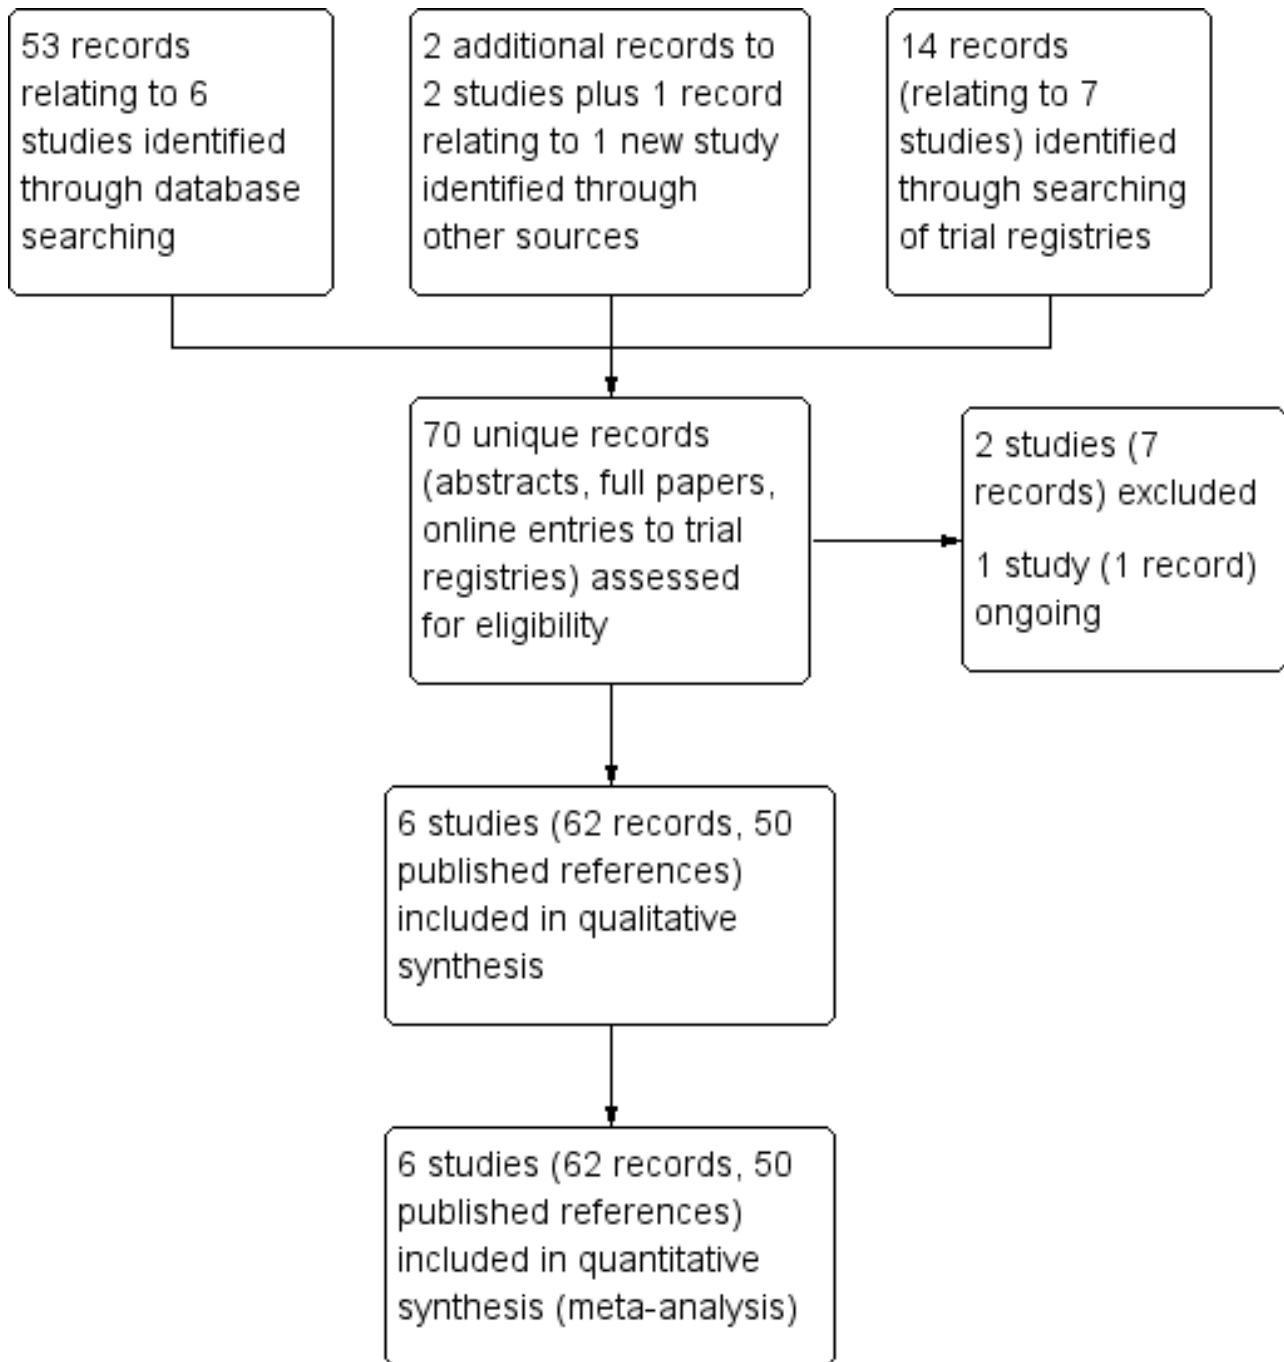 53 records
relating to 6
studies identified
through database
searching
2 additional records to
2 studies plus 1 record
relating to 1 new study
identified through
other sources
14 records
(relating to 7
studies) identified
through searching
of trial registries
70 unique records
(abstracts, full papers,
online entries to trial
registries) assessed
for eligibility
2 studies (7
records) excluded
1 study (1 record)
ongoing
6 studies (62 records, 50
published references)
included in qualitative
synthesis
6 studies (62 records, 50
published references)
included in quantitative
synthesis (meta-analysis)